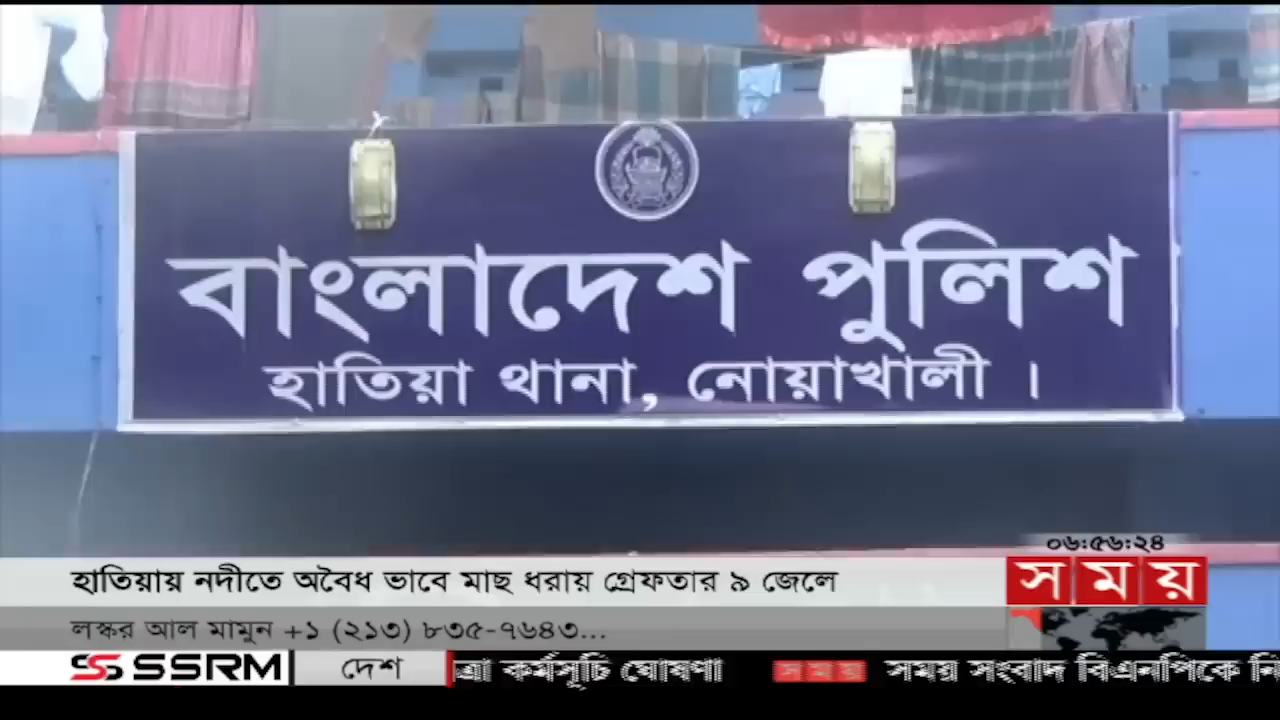 বাংলাদেশ পুলিশ
হাতিয়া থানা, নোয়াখালী ।
০৬:৫৬:২৪
হাতিয়ায় নদীতে অবৈধ ভাবে মাছ ধরায় গ্রেফতার ৯ জেলে
সময়
লস্কর আল মামুন +১ (২১৩) ৮৩৫-৭৬৪৩...
SSRM দেশ ত্রা কর্মসূচি ঘোষণা সময় সময় সংবাদ বিএনপিকে নি